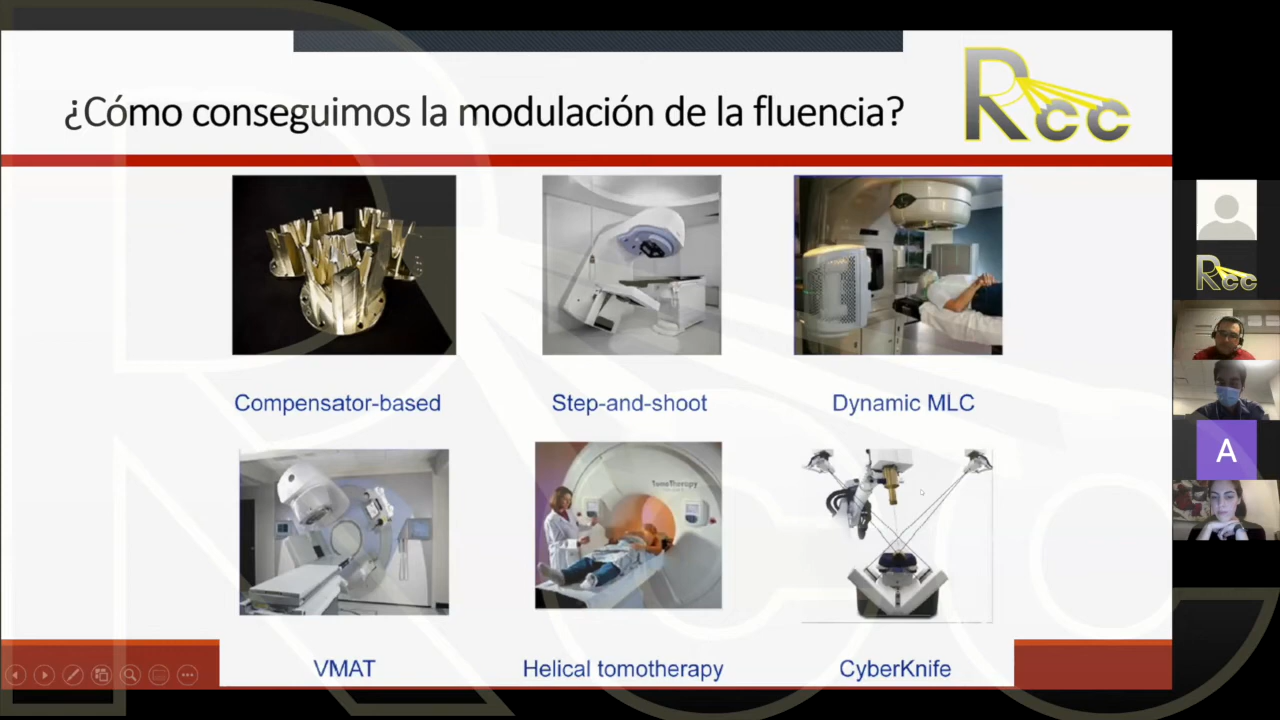 ¿Cómo conseguimos la modulación de la fluencia?
Rcc
Compensator-based
Step-and-shoot
Dynamic MLC
TomoTherapy
VMAT
Helical tomotherapy
CyberKnife
Rcc
A